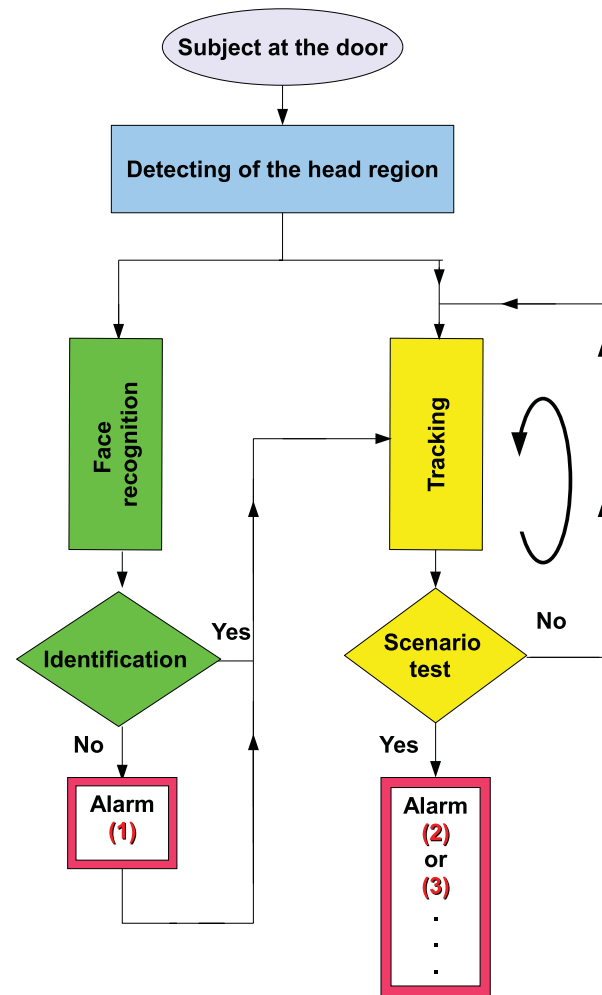 Subject at the door
Detecting of the head region
Face
recognition
Tracking
Identification
Yes
No
Scenario
test
No
Yes
Alarm
(1)
Alarm
(2)
or
(3)
.
.
.